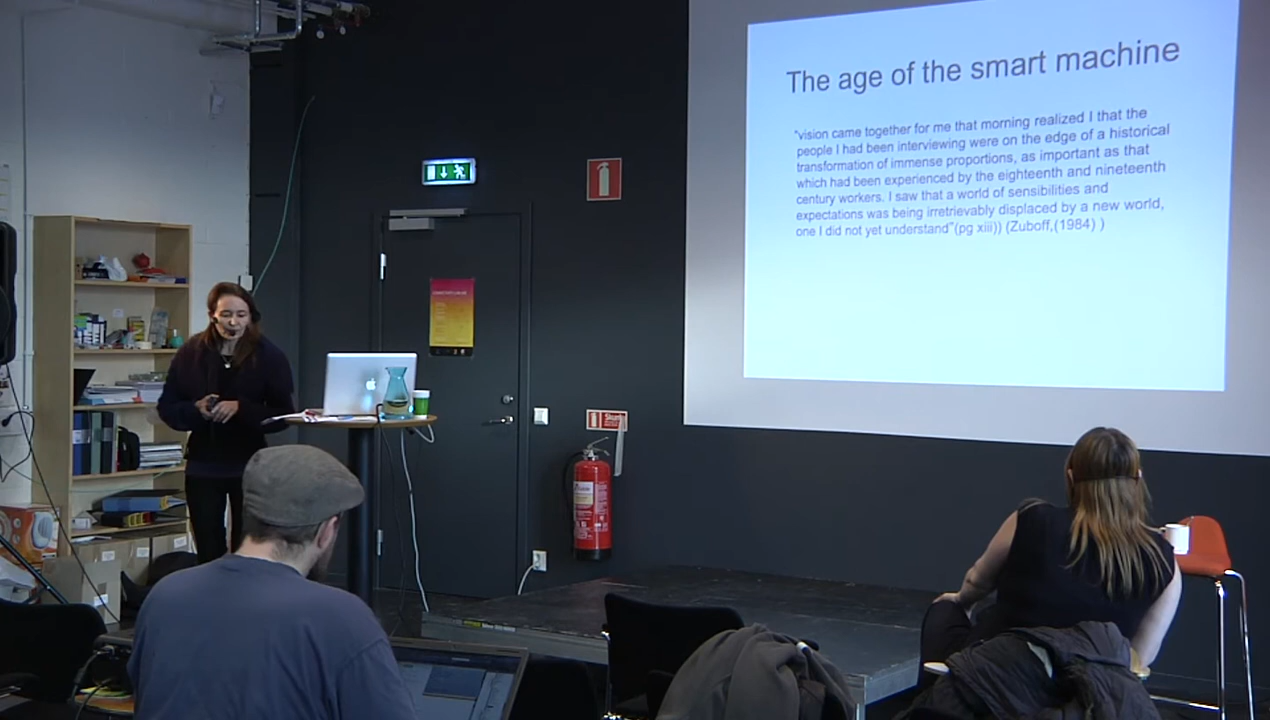 The age of the smart machine
"vision came together for me that morning realized I that the
people I had been interviewing were on the edge of a historical
transformation of immense proportions, as important as that
which had been experienced by the eighteenth and nineteenth
century workers. I saw that a world of sensibilities and
expectations was being irretrievably displaced by a new world,
one I did not yet understand"(pg xiii)) (Zuboff,(1984) )